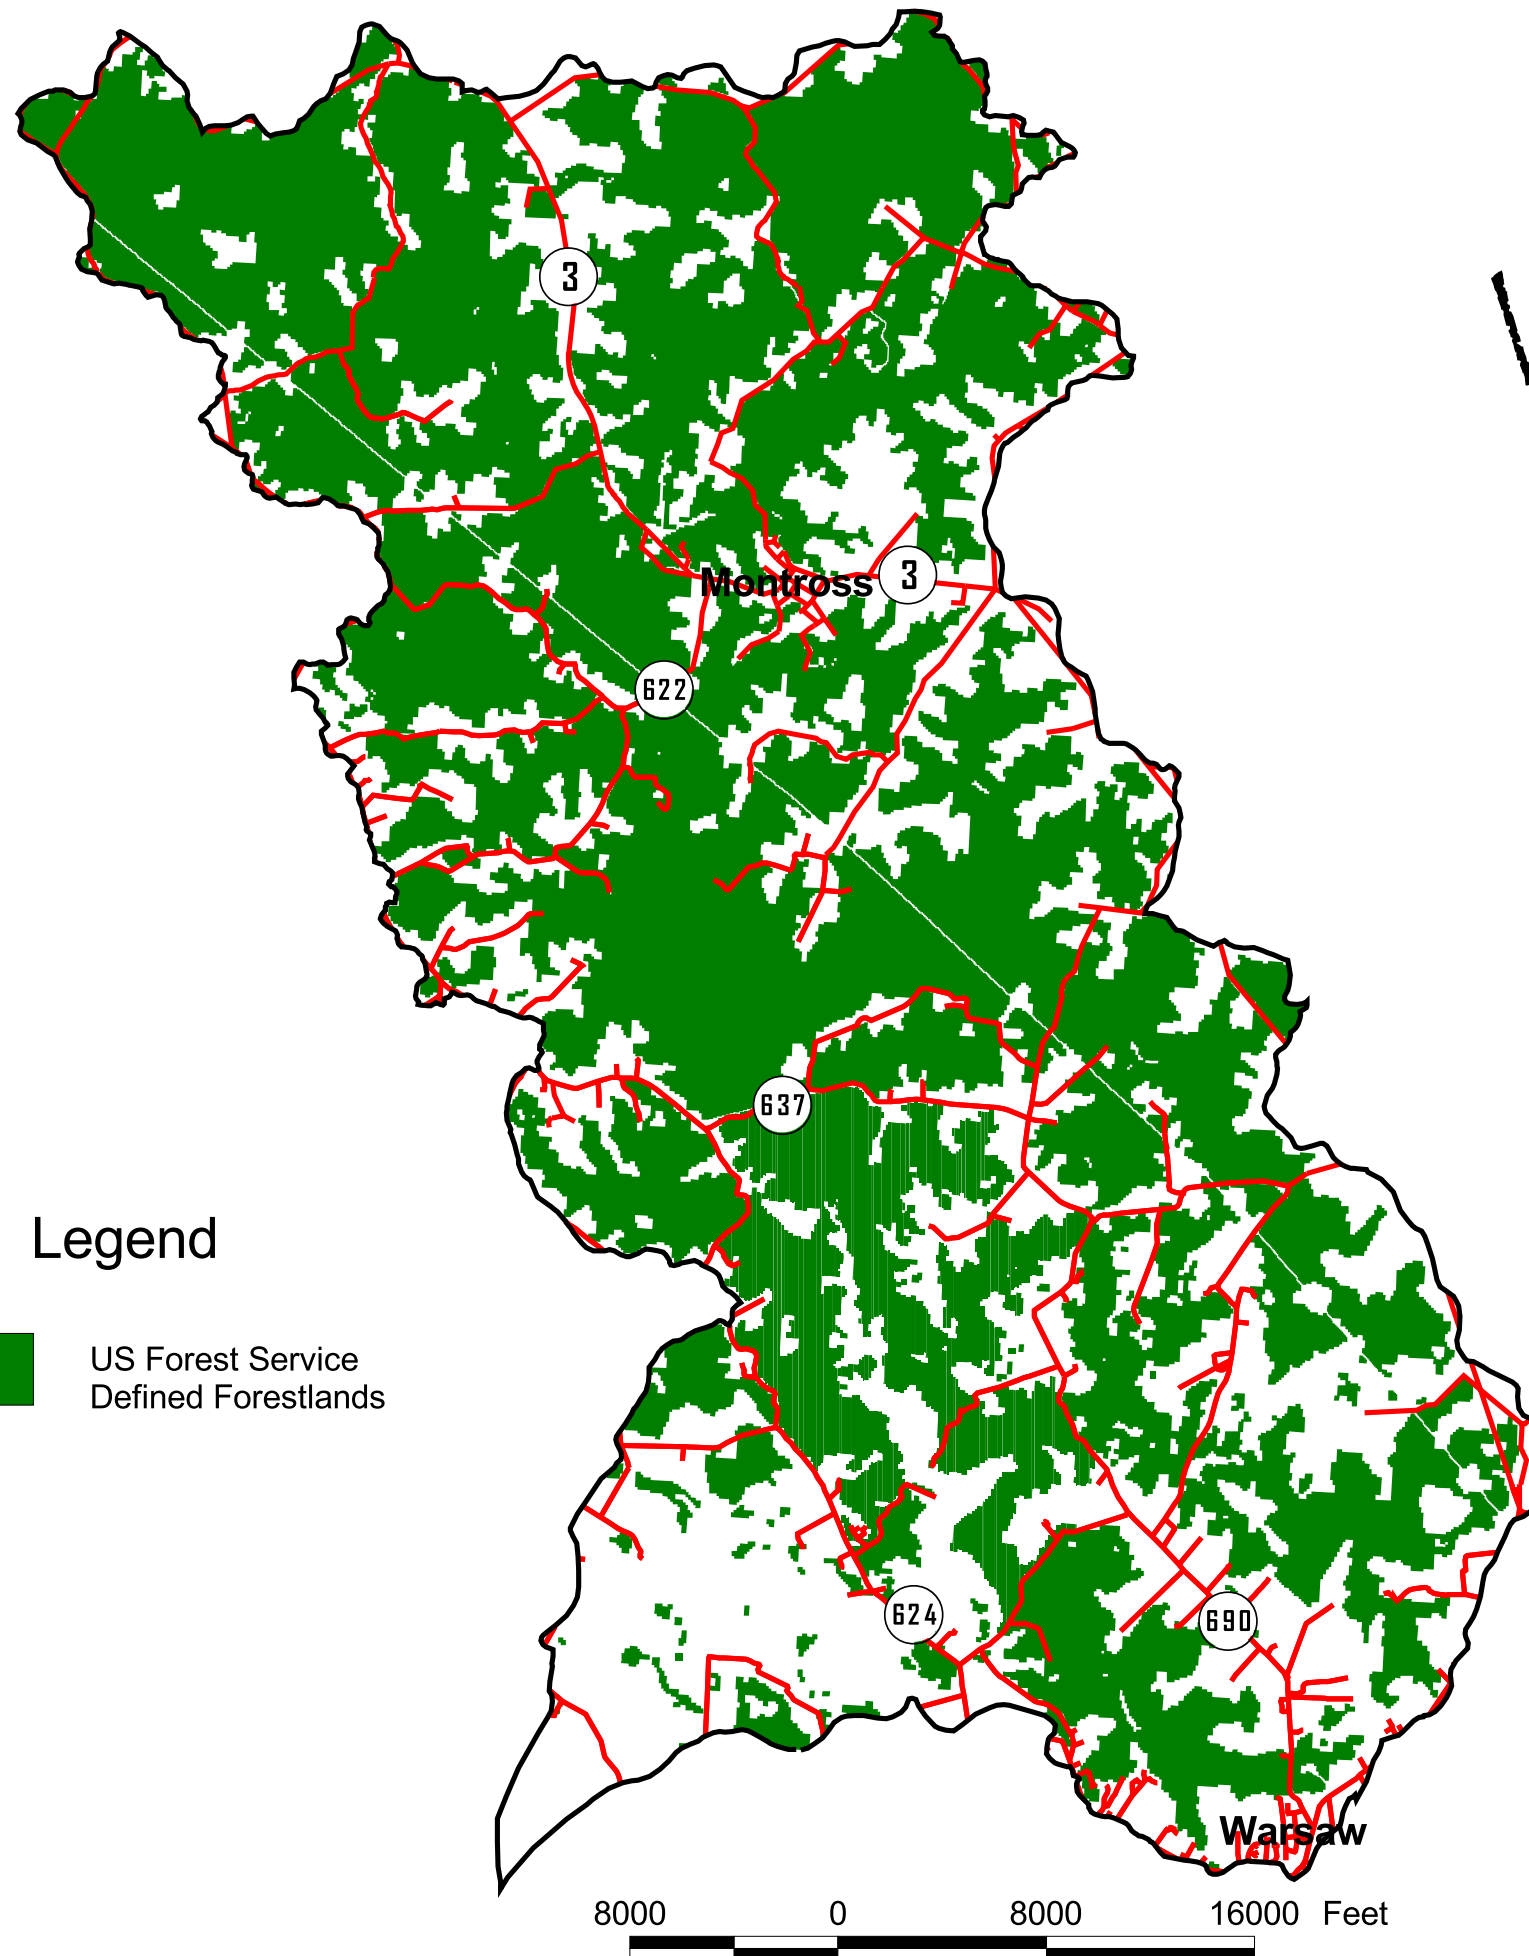 3
Montross
3
622
637
Legend
US Forest Service
Defined Forestlands
624
690
Warsaw
8000 0 8000 16000 Feet